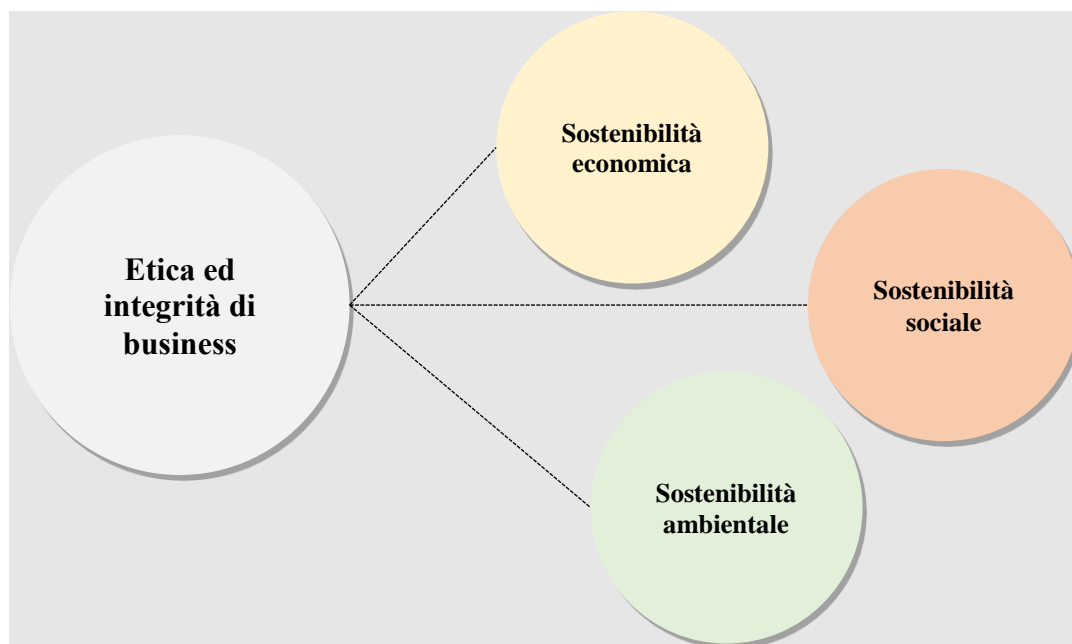 Etica ed
integrità di
business
Sostenibilità
economica
Sostenibilità
sociale
Sostenibilità
ambientale